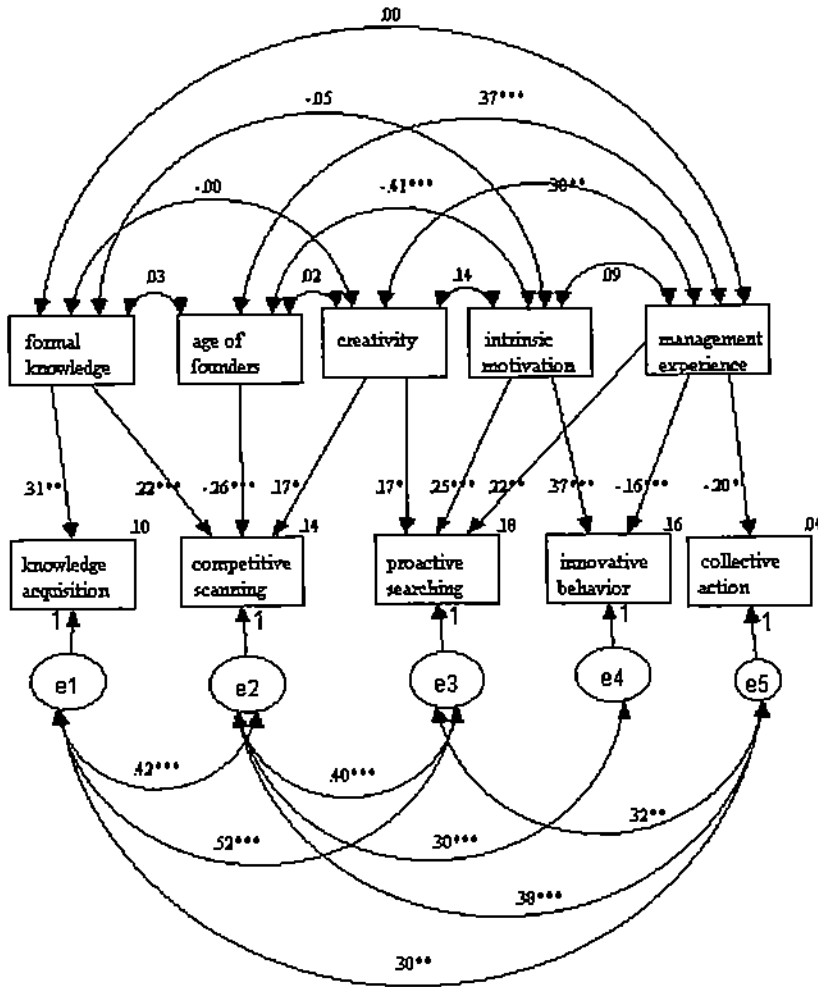 .00
-.05
.37***
-.00
-.41***
.30**
.03
.02
.14
.09
formal
knowledge
age of
founders
creativity
intrinsic
motivation
management
experience
.31**
.22***
-.26***
.17*
.17*
.25***
.22**
.37***
-.16***
-.20*
.10
.14
.18
.16
knowledge
acquisition
competitive
scanning
proactive
searching
innovative
behavior
collective
action
1
1
1
1
1
e1
e2
e3
e4
e5
.42***
.40***
.52***
.30***
.32**
.38***
.30**